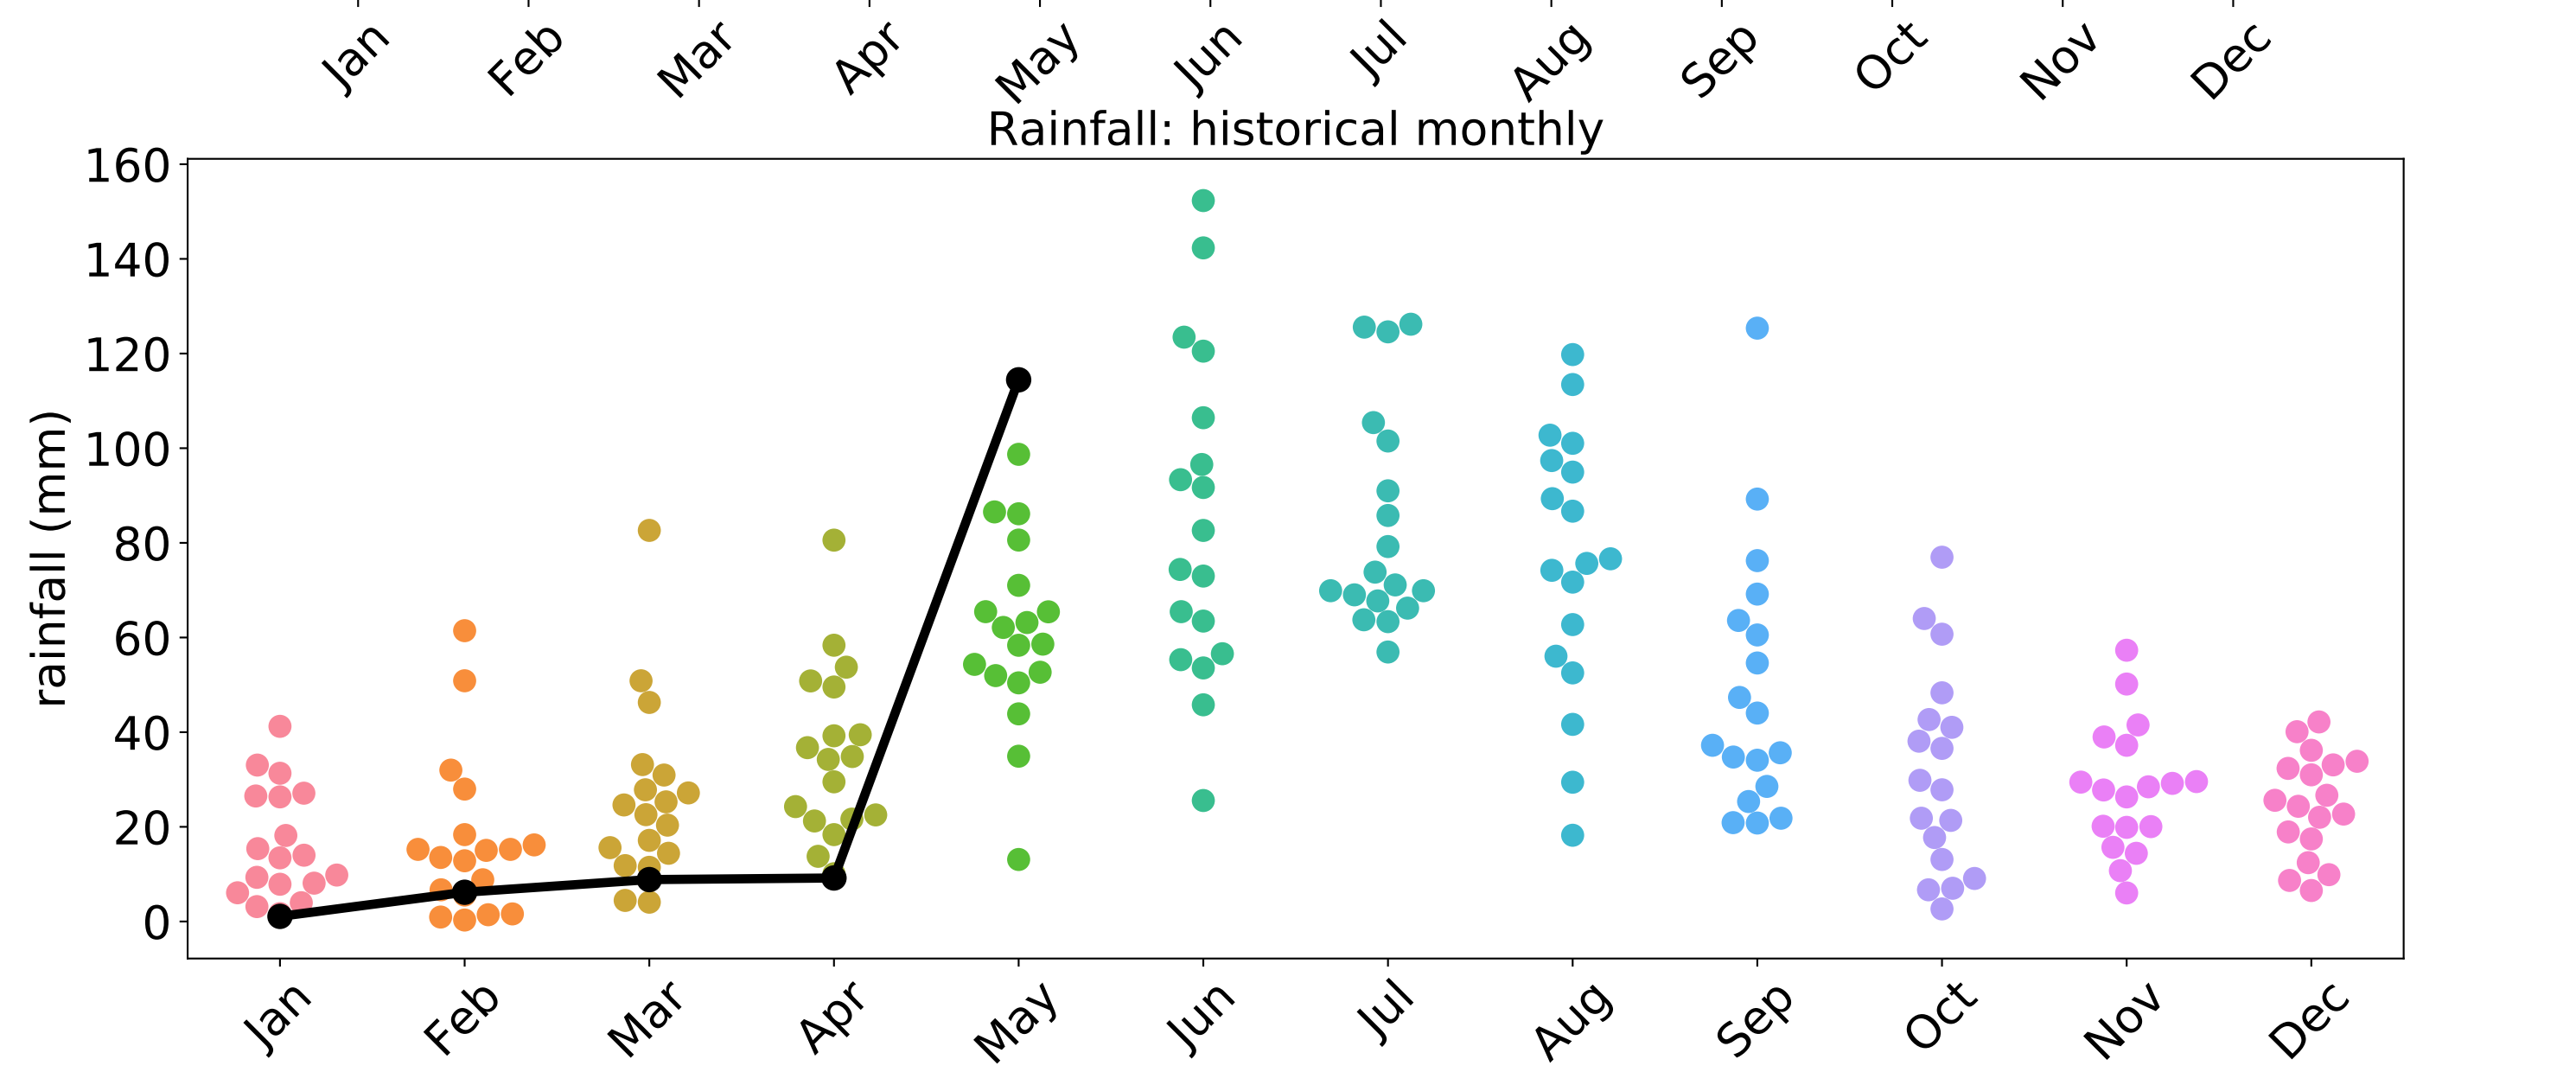 Jan Feb Mar Apr May Jun Jul Aug Sep Oct Nov Dec
Rainfall: historical monthly
160
140
120
100
80
60
40
20
0
rainfall (mm)
Jan Feb Mar Apr May Jun Jul Aug Sep Oct Nov Dec